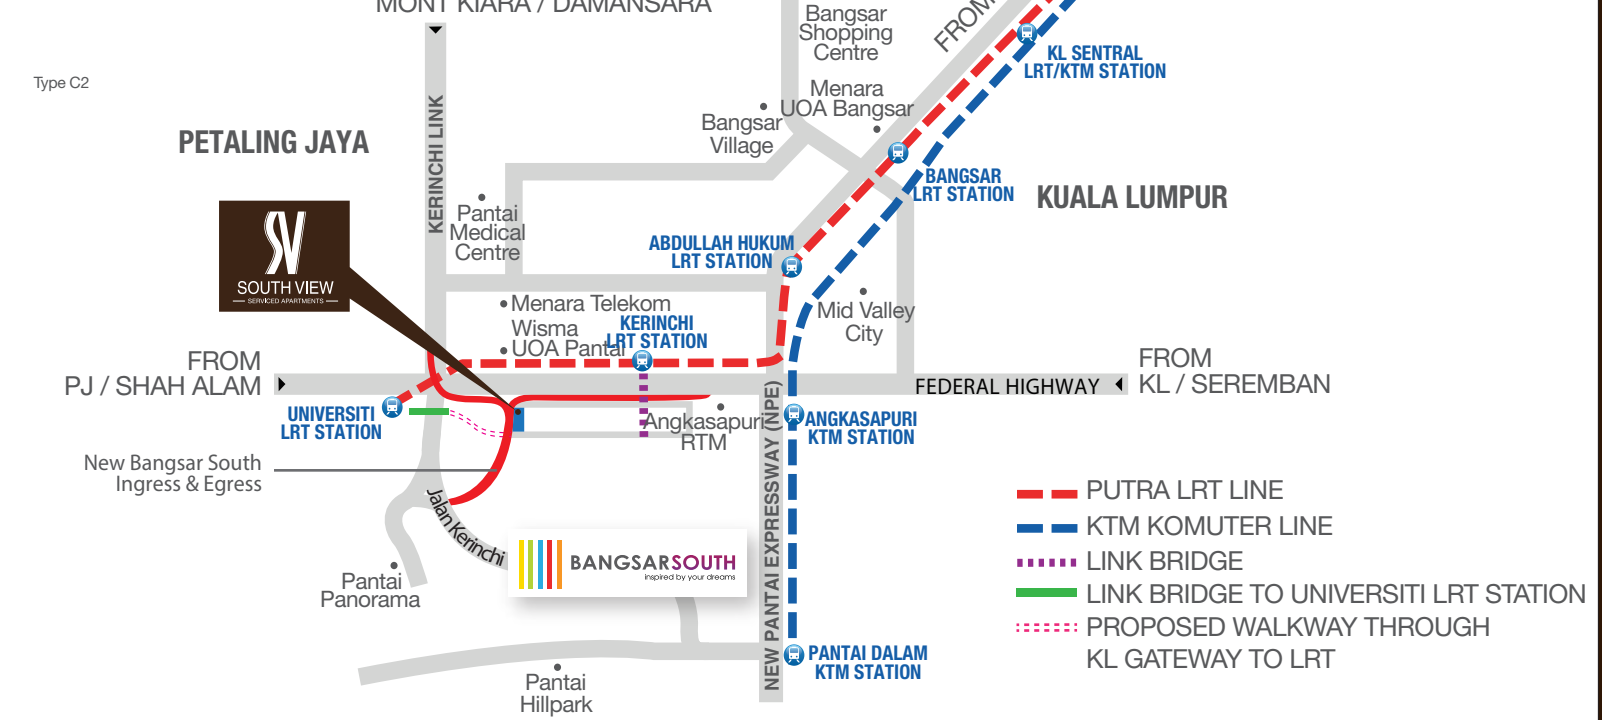 MONT KIARA / DAMANSARA
Bangsar
Shopping
Centre
FROM
KL SENTRAL
LRT/KTM STATION
Type C2
KERINCHI LINK
Menara
UOA Bangsar
Bangsar
Village
PETALING JAYA
BANGSAR
LRT STATION
KUALA LUMPUR
Pantai
Medical
Centre
SV
SOUTH VIEW
SERVICED APARTMENTS
ABDULLAH HUKUM
LRT STATION
Menara Telekom
Wisma
UOA Pantai
KERINCHI
LRT STATION
Mid Valley
City
FROM
PJ / SHAH ALAM
FEDERAL HIGHWAY
FROM
KL / SEREMBAN
UNIVERSITI
LRT STATION
Angkasapuri
RTM
ANGKASAPURI
KTM STATION
NEW PANTAI EXPRESSWAY (NPE)
New Bangsar South
Ingress & Egress
Jalan Kerinchi
BANGSARSOUTH
inspired by your dreams
Pantai
Panorama
PANTAI DALAM
KTM STATION
Pantai
Hillpark
PUTRA LRT LINE
KTM KOMUTER LINE
LINK BRIDGE
LINK BRIDGE TO UNIVERSITI LRT STATION
PROPOSED WALKWAY THROUGH
KL GATEWAY TO LRT